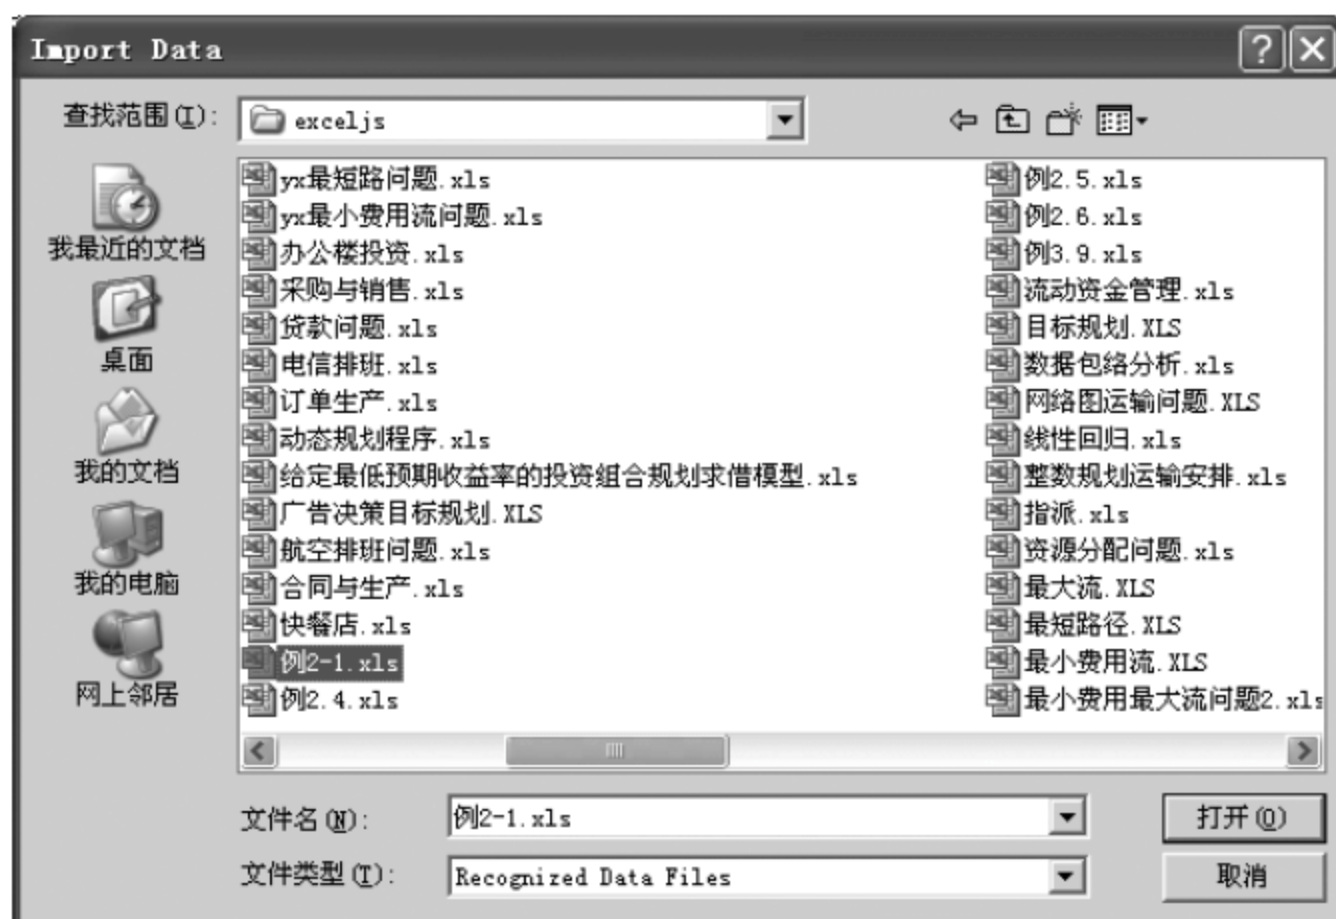 Import Data
查找范围(I):
exceljs
我最近的文档
桌面
我的文档
我的电脑
网上邻居
yx最短路问题.xls
yx最小费用流问题.xls
办公楼投资.xls
采购与销售.xls
贷款问题.xls
电信排班.xls
订单生产.xls
动态规划程序.xls
给定最低预期收益率的投资组合规划求借模型.xls
广告决策目标规划.XLS
航空排班问题.xls
合同与生产.xls
快餐店.xls
例2-1.xls
例2.4.xls
例2.5.xls
例2.6.xls
例3.9.xls
流动资金管理.xls
目标规划.XLS
数据包络分析.xls
网络图运输问题.XLS
线性回归.xls
整数规划运输安排.xls
指派.xls
资源分配问题.xls
最大流.XLS
最短路径.XLS
最小费用流.XLS
最小费用最大流问题2.xls
文件名(N):
例2-1.xls
打开(O)
文件类型(T):
Recognized Data Files
取消